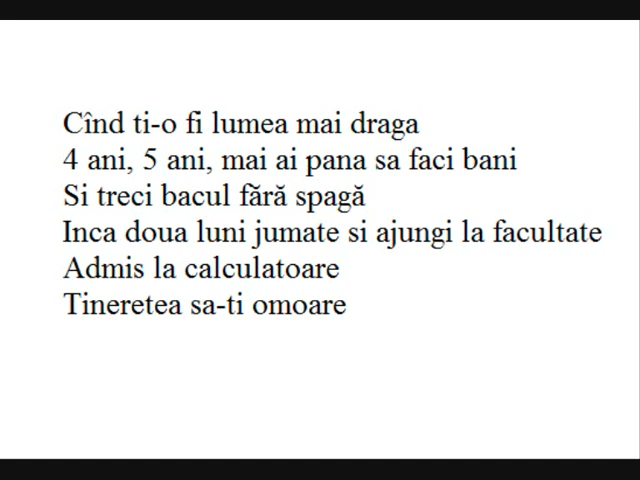 Cînd ti-o fi lumea mai draga
4 ani, 5 ani, mai ai pana sa faci bani
Si treci bacul fără spagă
Inca doua luni jumate si ajungi la facultate
Admis la calculatoare
Tineretea sa-ti omoare